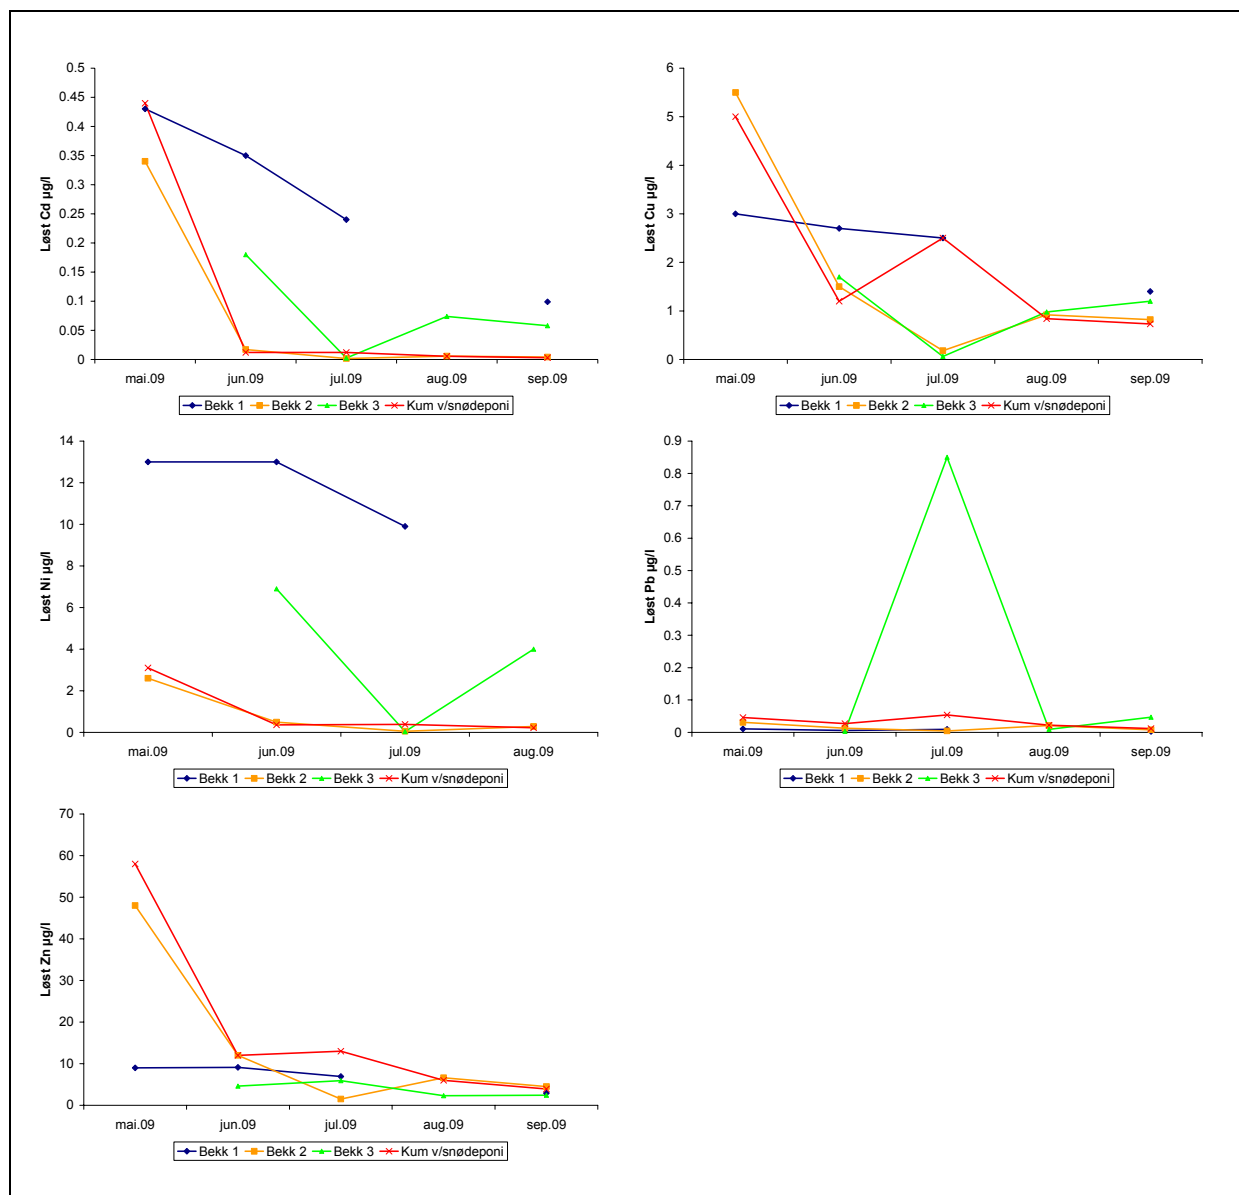 Løst Cd µg/l
0.5
0.45
0.4
0.35
0.3
0.25
0.2
0.15
0.1
0.05
0
mai.09 jun.09 jul.09 aug.09 sep.09
Bekk 1 Bekk 2 Bekk 3 Kum v/snødeponi
Løst Cu µg/l
6
5
4
3
2
1
0
mai.09 jun.09 jul.09 aug.09 sep.09
Bekk 1 Bekk 2 Bekk 3 Kum v/snødeponi
Løst Ni µg/l
14
12
10
8
6
4
2
0
mai.09 jun.09 jul.09 aug.09
Bekk 1 Bekk 2 Bekk 3 Kum v/snødeponi
Løst Pb µg/l
0.9
0.8
0.7
0.6
0.5
0.4
0.3
0.2
0.1
0
mai.09 jun.09 jul.09 aug.09 sep.09
Bekk 1 Bekk 2 Bekk 3 Kum v/snødeponi
Løst Zn µg/l
70
60
50
40
30
20
10
0
mai.09 jun.09 jul.09 aug.09 sep.09
Bekk 1 Bekk 2 Bekk 3 Kum v/snødeponi